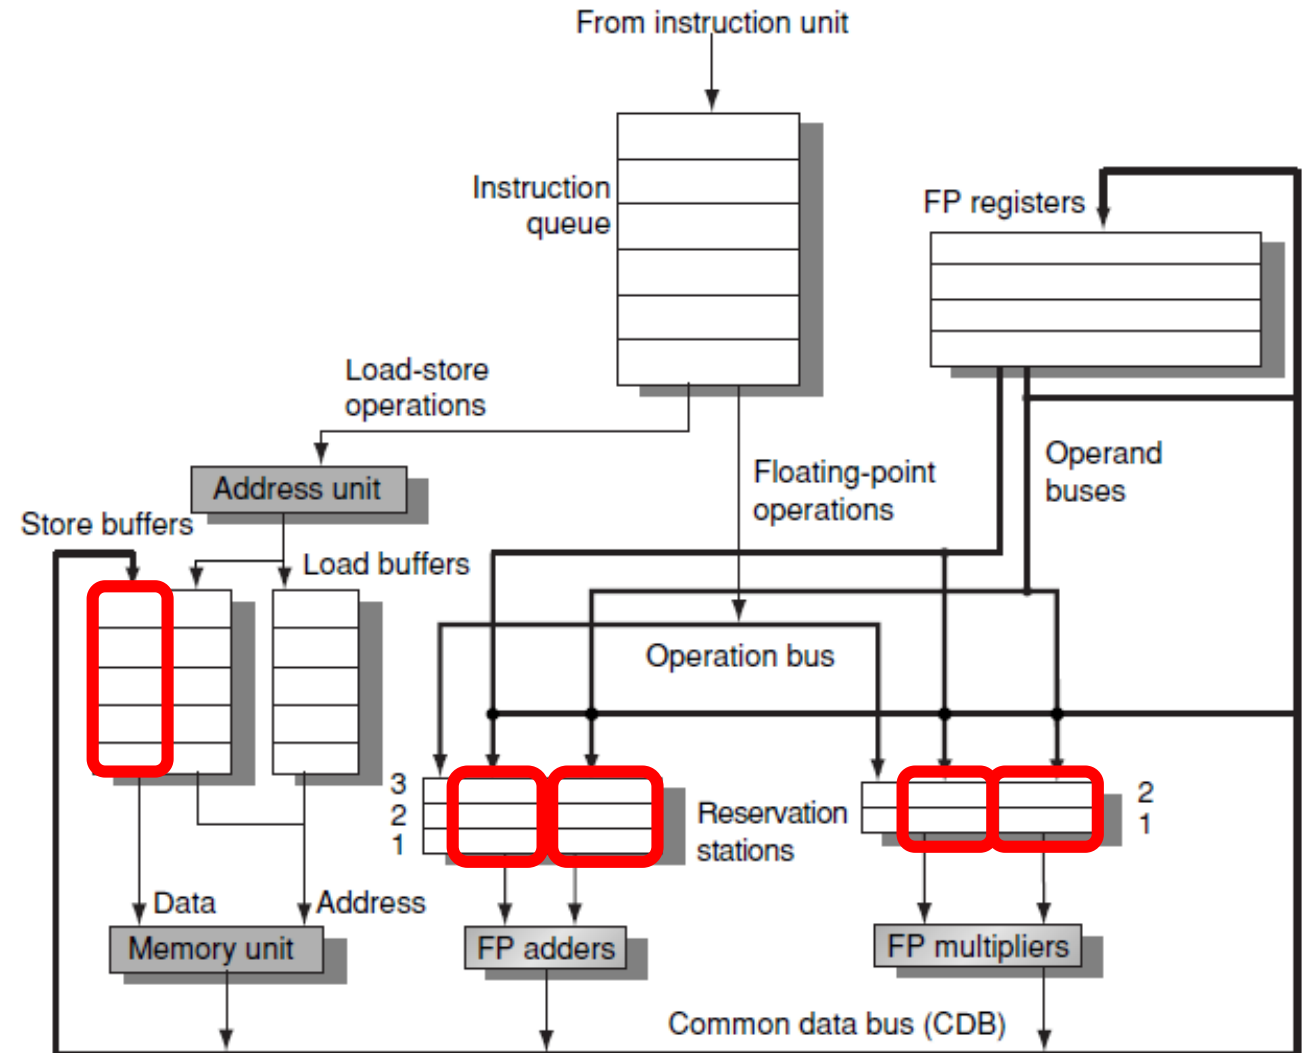 From instruction unit
Instruction
queue
FP registers
Load-store
operations
Operand
buses
Floating-point
operations
Address unit
Store buffers
Load buffers
Operation bus
3
2
1
Reservation
stations
2
1
Data
Address
Memory unit
FP adders
FP multipliers
Common data bus (CDB)